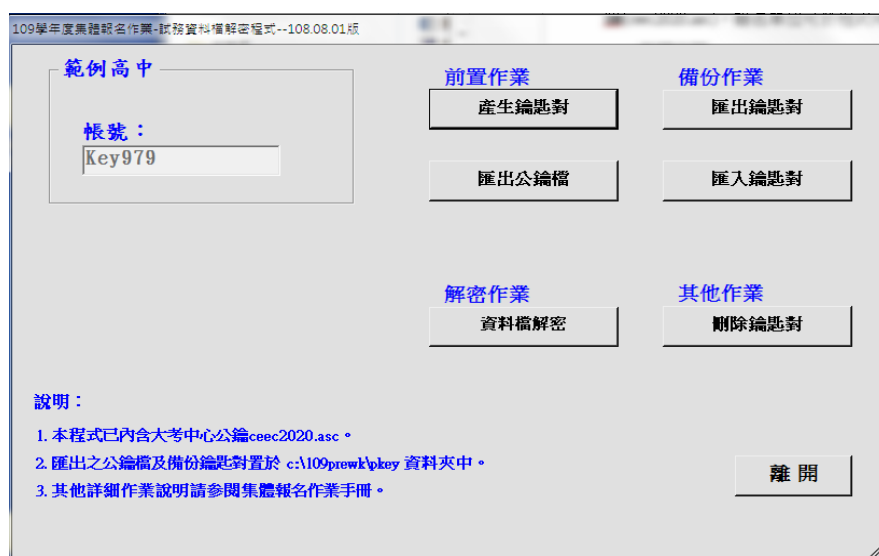 109學年度集體報名作業-試務資料檔解密程式--108.08.01版
範例高中
帳號：
Key979
前置作業
產生鑰匙對
匯出公鑰檔
備份作業
匯出鑰匙對
匯入鑰匙對
解密作業
資料檔解密
其他作業
刪除鑰匙對
說明：
1. 本程式已內含大考中心公鑰ceec2020.asc。
2. 匯出之公鑰檔及備份鑰匙對置於 c:\109prewk\pkey 資料夾中。
3. 其他詳細作業說明請參閱集體報名作業手冊。
離開